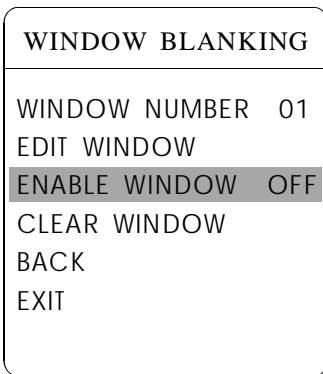 WINDOW BLANKING
WINDOW NUMBER 01
EDIT WINDOW
ENABLE WINDOW OFF
CLEAR WINDOW
BACK
EXIT